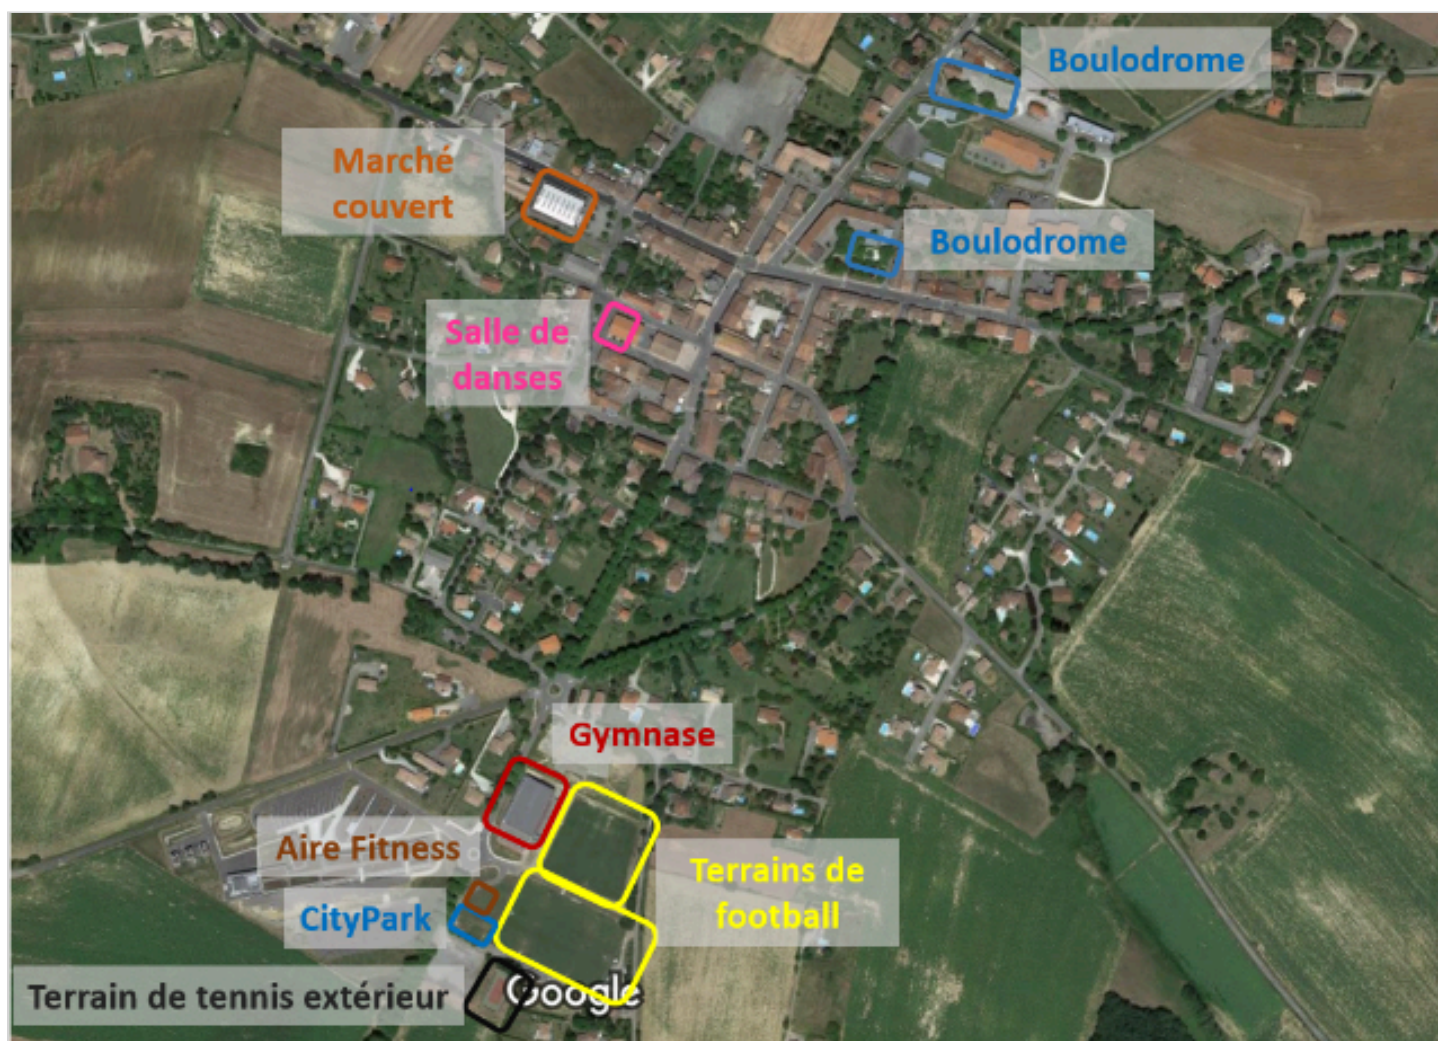 Boulodrome
Marché
couvert
Boulodrome
Salle de
danses
Gymnase
Aire Fitness
Terrains de
football
CityPark
Terrain de tennis extérieur
Google